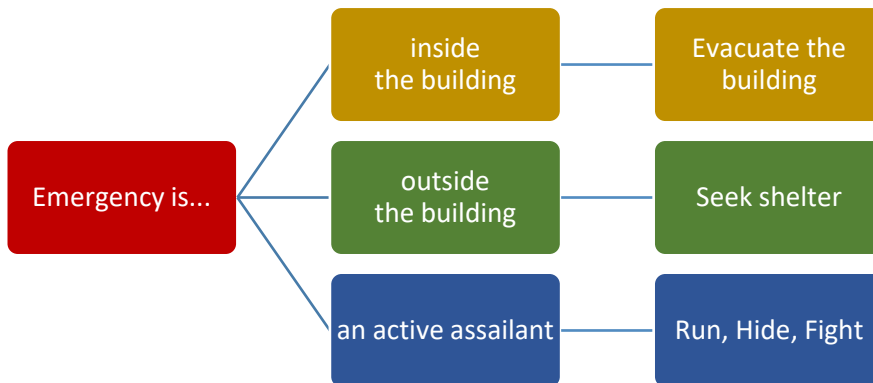 inside
the building
Evacuate the
building
Emergency is...
outside
the building
Seek shelter
an active assailant
Run, Hide, Fight